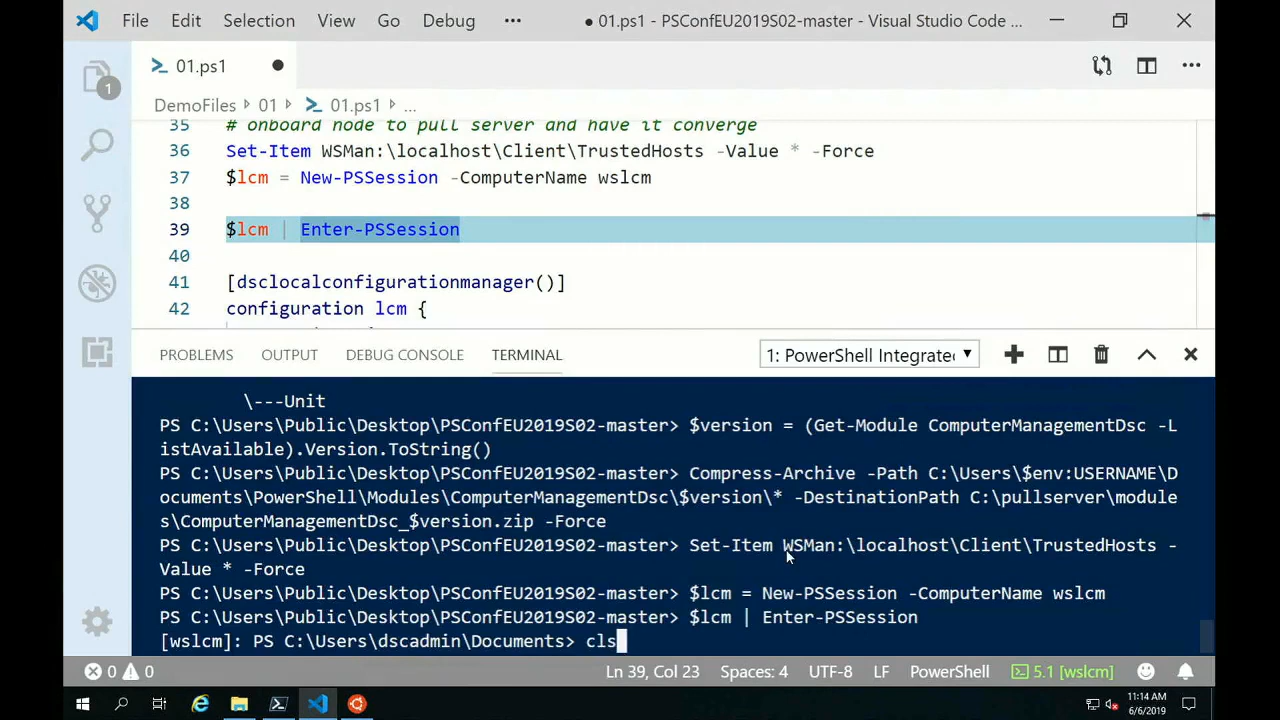 File Edit Selection View Go Debug ••• ● 01.ps1 - PSConfEU2019S02-master - Visual Studio Code ...
01.ps1
1
DemoFiles 01 01.ps1 ...
35 # onboard node to pull server and have it converge
36 Set-Item WSMan:\localhost\Client\TrustedHosts -Value * -Force
37 $lcm = New-PSSession -ComputerName wslcm
38
39 $lcm | Enter-PSSession
40
41 [dsclocalconfigurationmanager()]
42 configuration lcm {
PROBLEMS OUTPUT DEBUG CONSOLE TERMINAL 1: PowerShell Integrate
\---Unit
PS C:\Users\Public\Desktop\PSConfEU2019S02-master> $version = (Get-Module ComputerManagementDsc -L
istAvailable).Version.ToString()
PS C:\Users\Public\Desktop\PSConfEU2019S02-master> Compress-Archive -Path C:\Users\$env:USERNAME\D
ocuments\PowerShell\Modules\ComputerManagementDsc\$version\* -DestinationPath C:\pullserver\module
s\ComputerManagementDsc_$version.zip -Force
PS C:\Users\Public\Desktop\PSConfEU2019S02-master> Set-Item WSMan:\localhost\Client\TrustedHosts -
Value * -Force
PS C:\Users\Public\Desktop\PSConfEU2019S02-master> $lcm = New-PSSession -ComputerName wslcm
PS C:\Users\Public\Desktop\PSConfEU2019S02-master> $lcm | Enter-PSSession
[wslcm]: PS C:\Users\dscadmin\Documents> cls
0 0 Ln 39, Col 23 Spaces: 4 UTF-8 LF PowerShell 5.1 [wslcm]
11:14 AM
6/6/2019